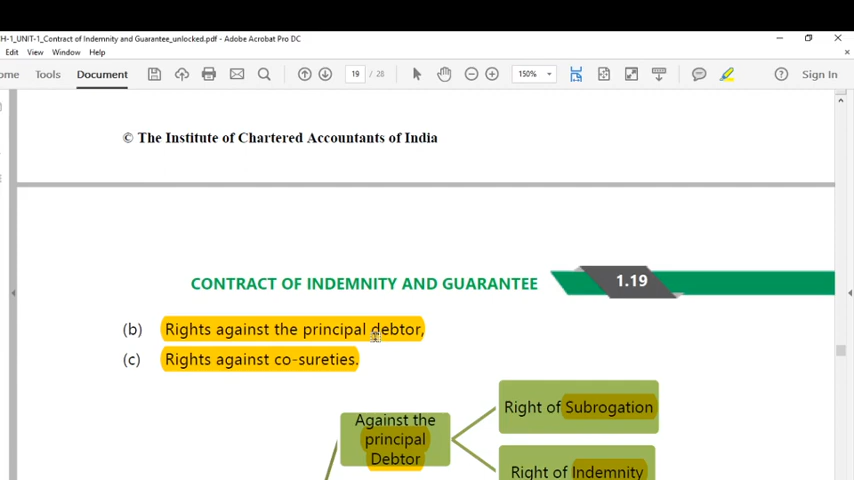 H-1_UNIT-1_Contract of Indemnity and Guarantee_unlocked.pdf - Adobe Acrobat Pro DC
Edit View Window Help
ome Tools Document 19 / 28 150% Sign In
© The Institute of Chartered Accountants of India
CONTRACT OF INDEMNITY AND GUARANTEE 1.19
(b) Rights against the principal debtor,
(c) Rights against co-sureties.
Against the
principal
Debtor
Right of Subrogation
Right of Indemnity